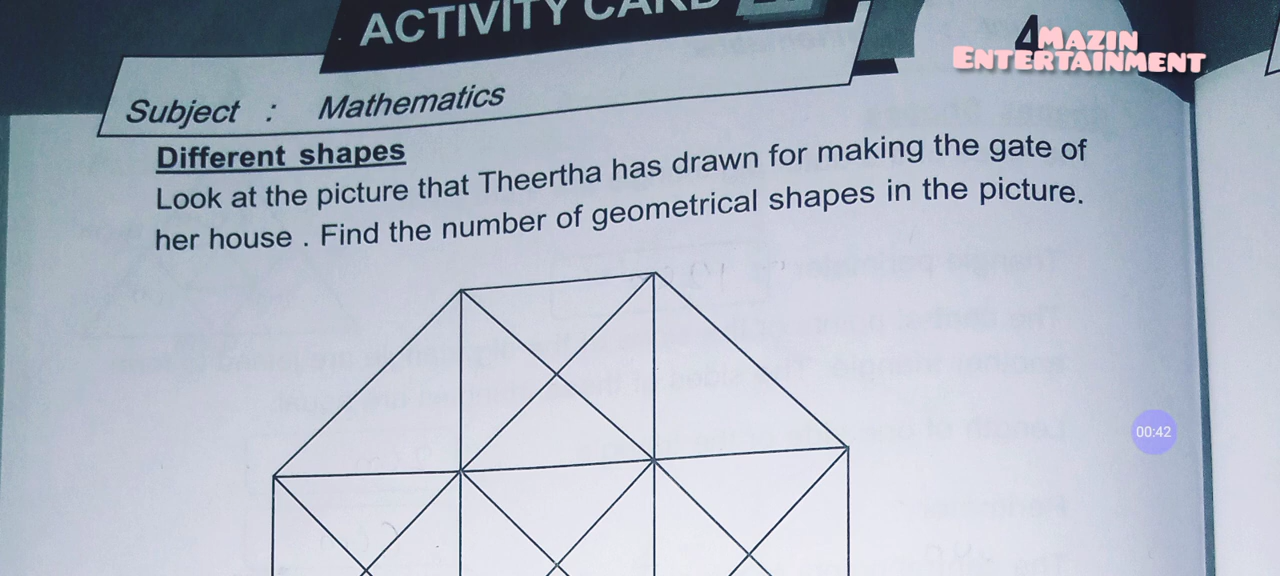 ACTIVITY CARD
4MAZIN
ENTERTAINMENT
Subject : Mathematics
Different shapes
Look at the picture that Theertha has drawn for making the gate of
her house . Find the number of geometrical shapes in the picture.
00:42